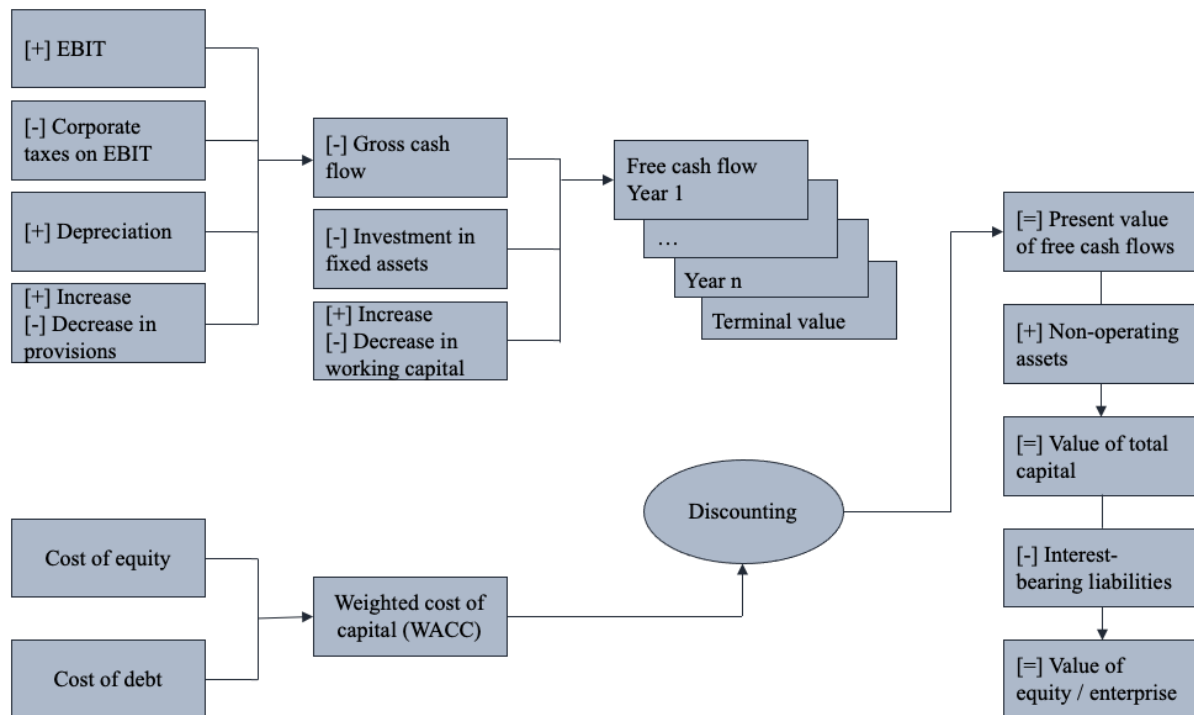 [+] EBIT
[-] Corporate
taxes on EBIT
[+] Depreciation
[+] Increase
[-] Decrease in
provisions
[-] Gross cash
flow
[-] Investment in
fixed assets
[+] Increase
[-] Decrease in
working capital
Free cash flow
Year 1
…
Year n
Terminal value
Cost of equity
Cost of debt
Weighted cost of
capital (WACC)
Discounting
[=] Present value
of free cash flows
[+] Non-operating
assets
[=] Value of total
capital
[-] Interest-
bearing liabilities
[=] Value of
equity / enterprise